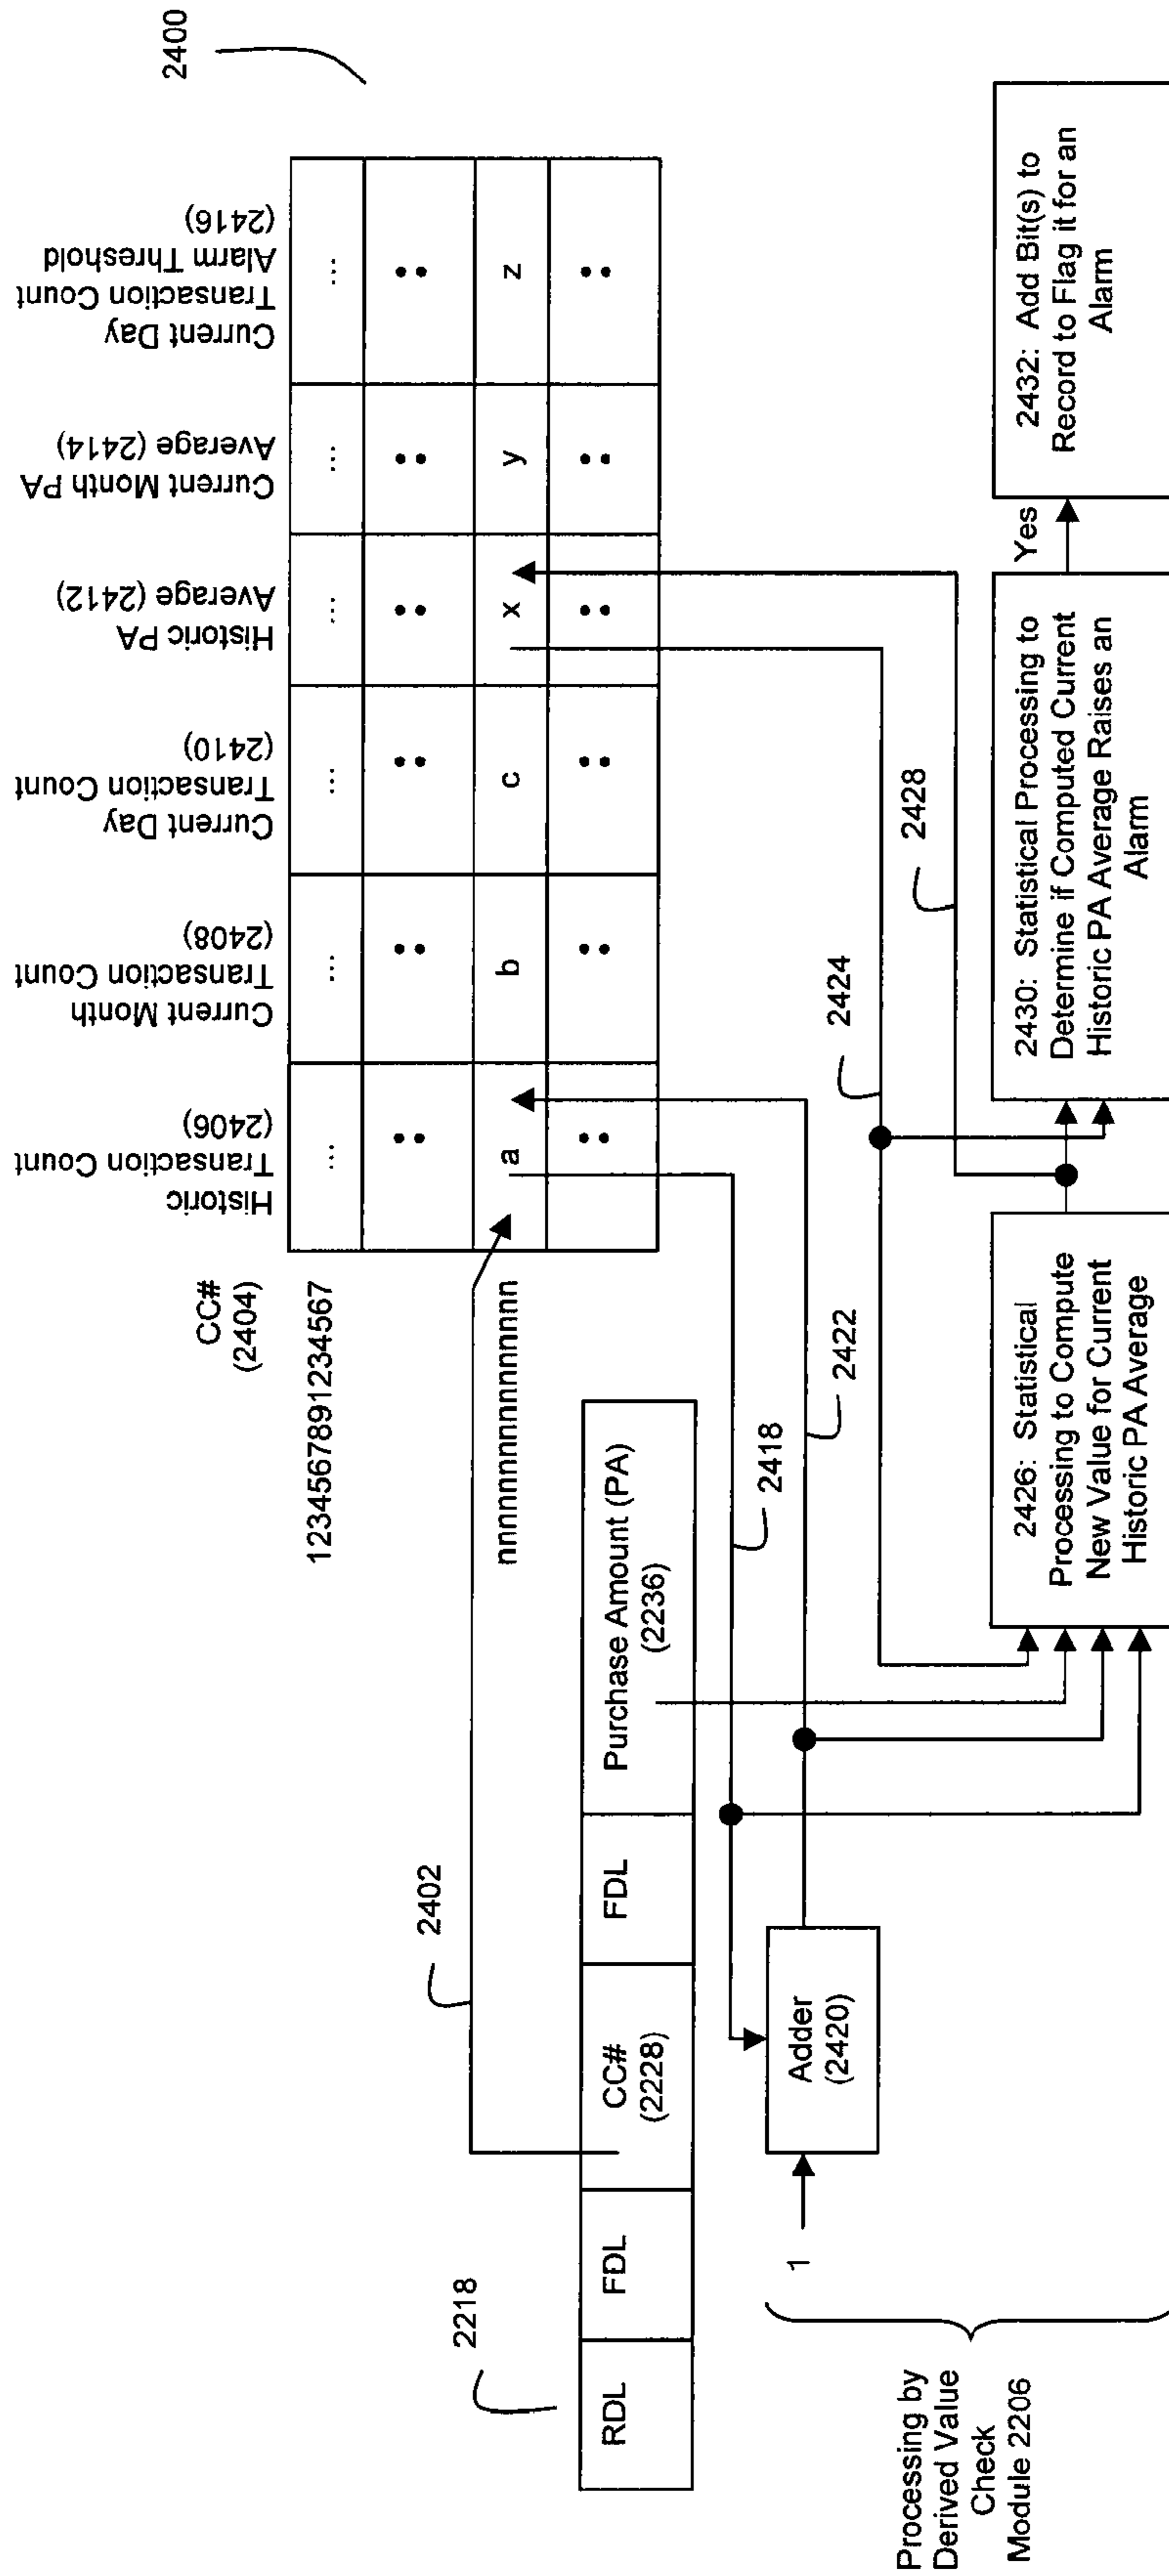 2400
CC#
(2404)
Historic
Transaction Count
(2406)
Current Month
Transaction Count
(2408)
Current Day
Transaction Count
(2410)
Historic PA
Average (2412)
Current Month PA
Average (2414)
Current Day
Transaction Count
Alarm Threshold
(2416)
1234567891234567
...
...
...
...
...
...
nnnnnnnnnnnnnn
a
b
c
x
y
z
2402
2218
RDL
FDL
CC#
(2228)
FDL
Purchase Amount (PA)
(2236)
2418
2422
2424
2428
1
Adder
(2420)
Processing by
Derived Value
Check
Module 2206
2426: Statistical
Processing to Compute
New Value for Current
Historic PA Average
2430: Statistical Processing to
Determine if Computed Current
Historic PA Average Raises an
Alarm
Yes
2432: Add Bit(s) to
Record to Flag it for an
Alarm